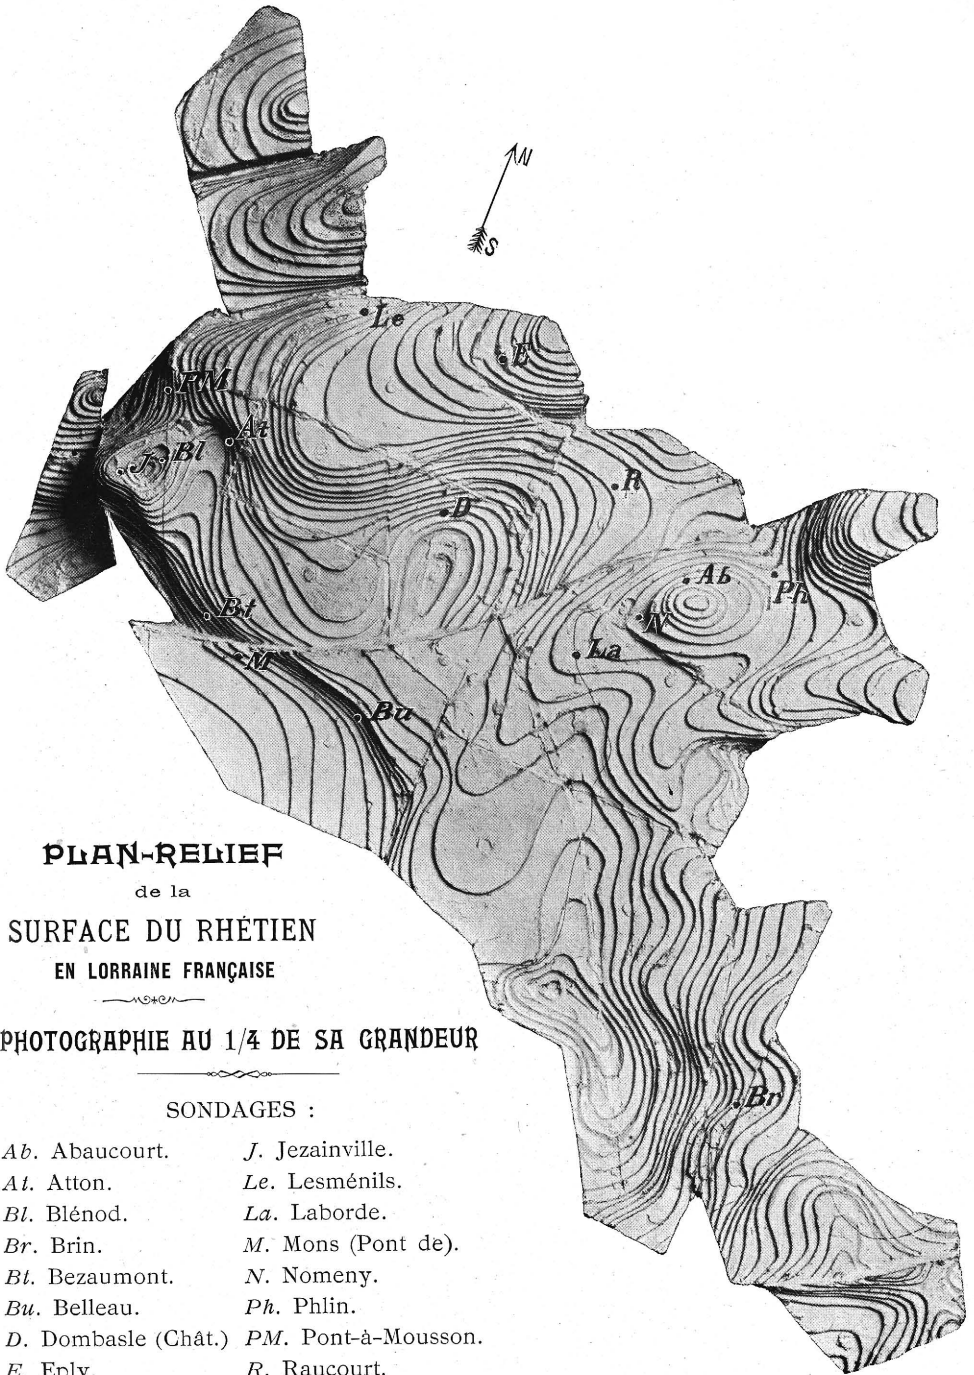 N
S
Le
E
PM
At
J
Bl
R
D
Ab
Ph
N
Bt
La
M
Bu
PLAN-RELIEF
de la
SURFACE DU RHÉTIEN
EN LORRAINE FRANÇAISE
PHOTOGRAPHIE AU 1/4 DE SA GRANDEUR
Br
SONDAGES :
Ab. Abaucourt. J. Jezainville.
At. Atton. Le. Lesménils.
Bl. Blénod. La. Laborde.
Br. Brin. M. Mons (Pont de).
Bt. Bezaumont. N. Nomeny.
Bu. Belleau. Ph. Phlin.
D. Dombasle (Chât.) PM. Pont-à-Mousson.
E. Eply. R. Raucourt.